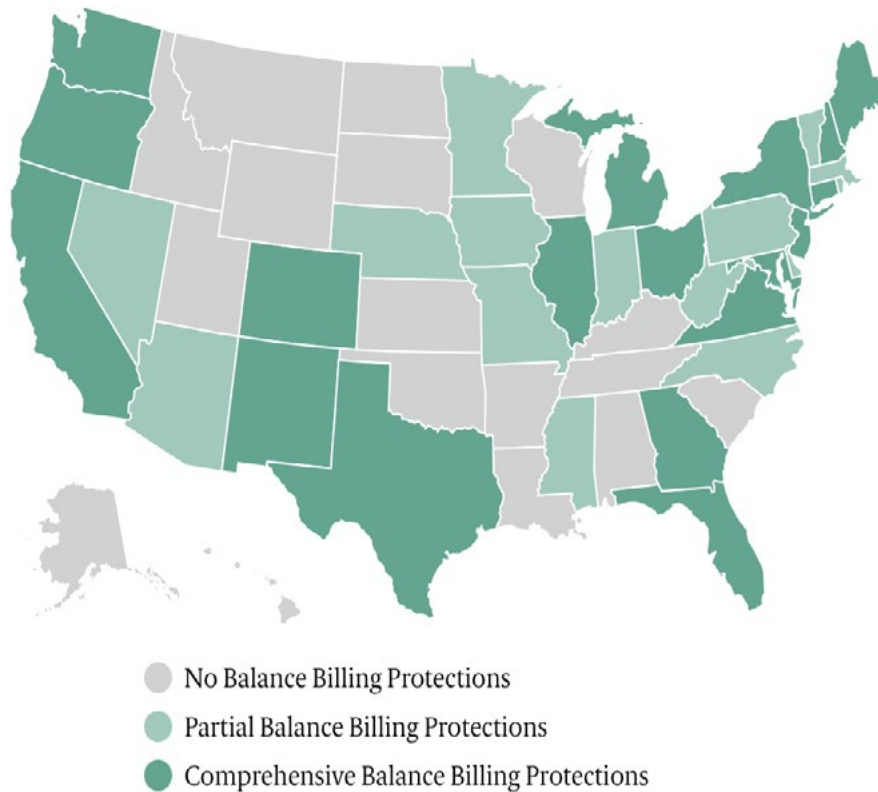 No Balance Billing Protections
Partial Balance Billing Protections
Comprehensive Balance Billing Protections